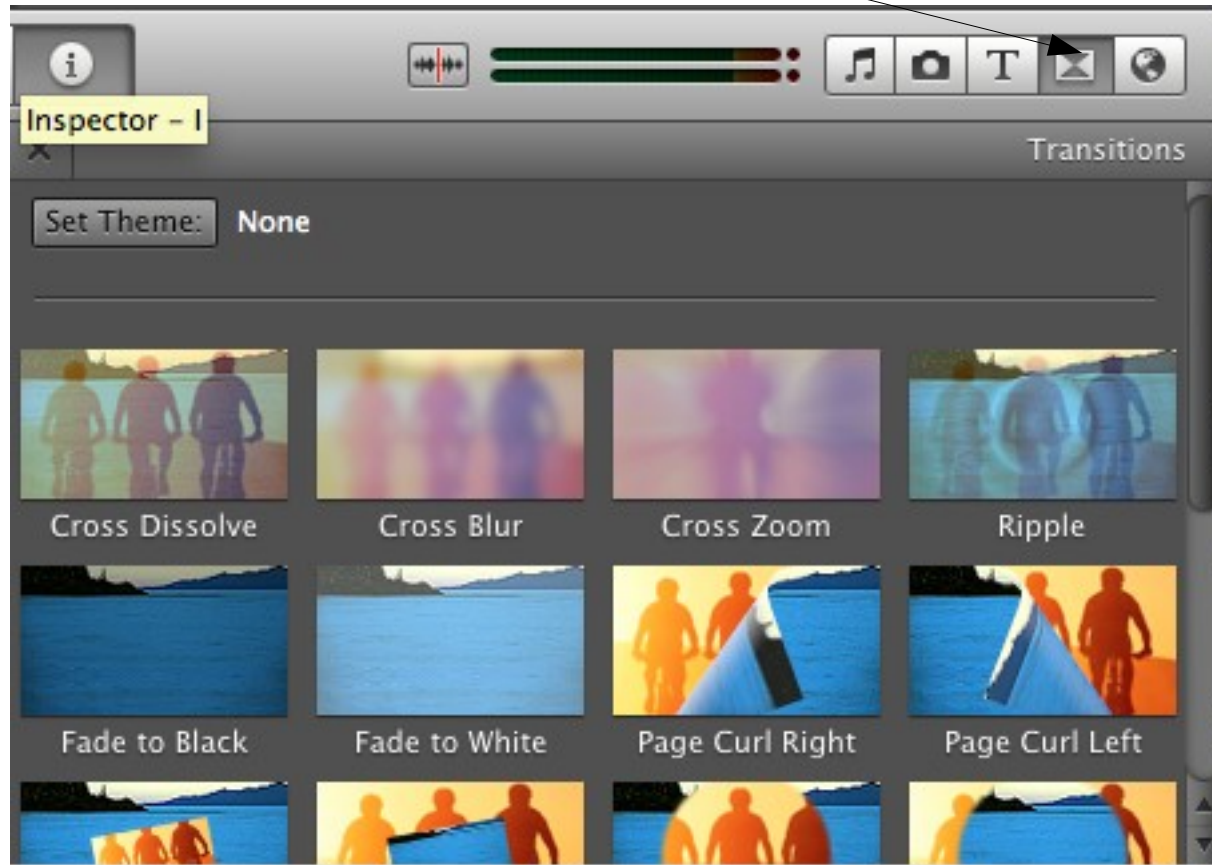 T
Inspector – I
Transitions
Set Theme: None
Cross Dissolve Cross Blur Cross Zoom Ripple
Fade to Black Fade to White Page Curl Right Page Curl Left